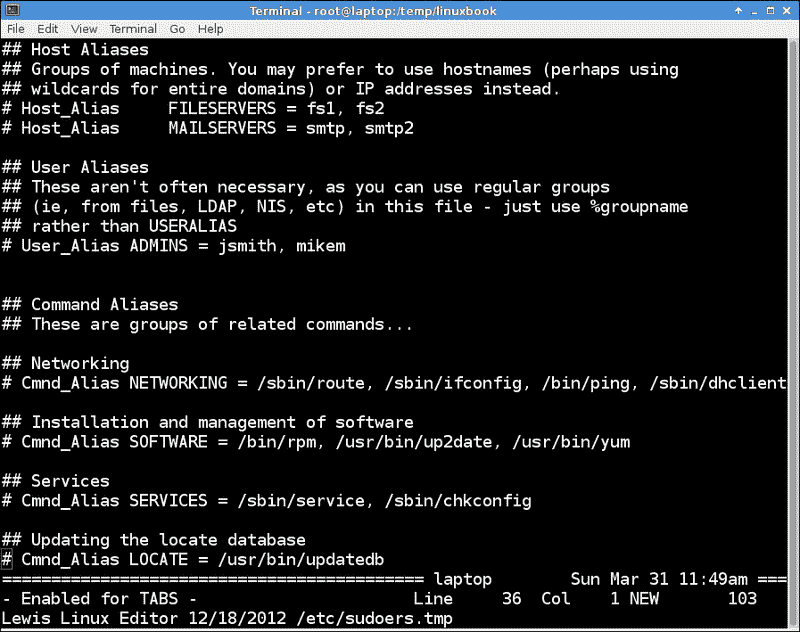 Terminal - root@laptop:/temp/linuxbook
File Edit View Terminal Go Help
## Host Aliases
## Groups of machines. You may prefer to use hostnames (perhaps using
## wildcards for entire domains) or IP addresses instead.
# Host_Alias     FILESERVERS = fs1, fs2
# Host_Alias     MAILSERVERS = smtp, smtp2
## User Aliases
## These aren't often necessary, as you can use regular groups
## (ie, from files, LDAP, NIS, etc) in this file - just use %groupname
## rather than USERALIAS
# User_Alias ADMINS = jsmith, mikem
## Command Aliases
## These are groups of related commands...
## Networking
# Cmnd_Alias NETWORKING = /sbin/route, /sbin/ifconfig, /bin/ping, /sbin/dhclient
## Installation and management of software
# Cmnd_Alias SOFTWARE = /bin/rpm, /usr/bin/up2date, /usr/bin/yum
## Services
# Cmnd_Alias SERVICES = /sbin/service, /sbin/chkconfig
## Updating the locate database
# Cmnd_Alias LOCATE = /usr/bin/updatedb
=========================================== laptop        Sun Mar 31 11:49am ===
- Enabled for TABS -                      Line     36  Col    1 NEW       103
Lewis Linux Editor 12/18/2012 /etc/sudoers.tmp